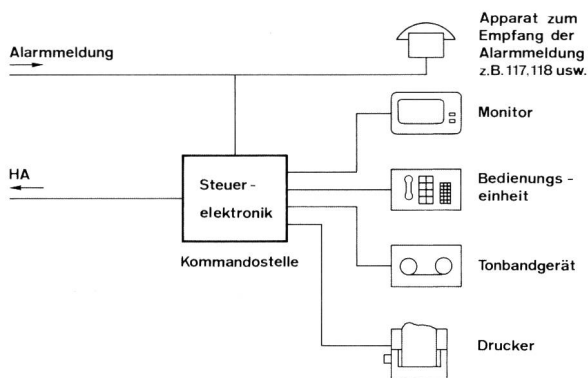 Apparat zum
Empfang der
Alarmmeldung
z.B. 117, 118 usw.
Alarmmeldung
Monitor
HA
Steuer-
elektronik
Bedienungs-
einheit
Kommandostelle
Tonbandgerät
Drucker